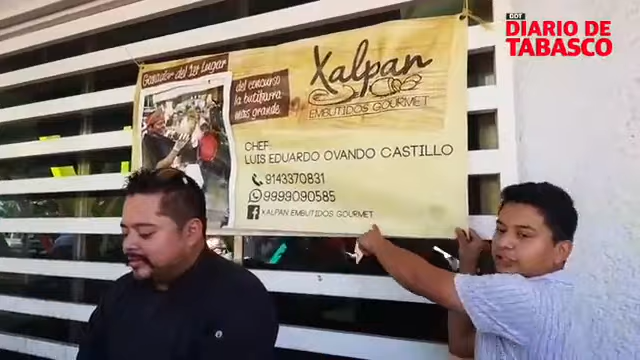 DDT
DIARIO DE
TABASCO
Ganador del 1er Lugar
del concurso
la butifarra
más grande
Xalpan
EMBUTIDOS GOURMET
CHEF:
LUIS EDUARDO OVANDO CASTILLO
9143370831
9999090585
XALPAN EMBUTIDOS GOURMET